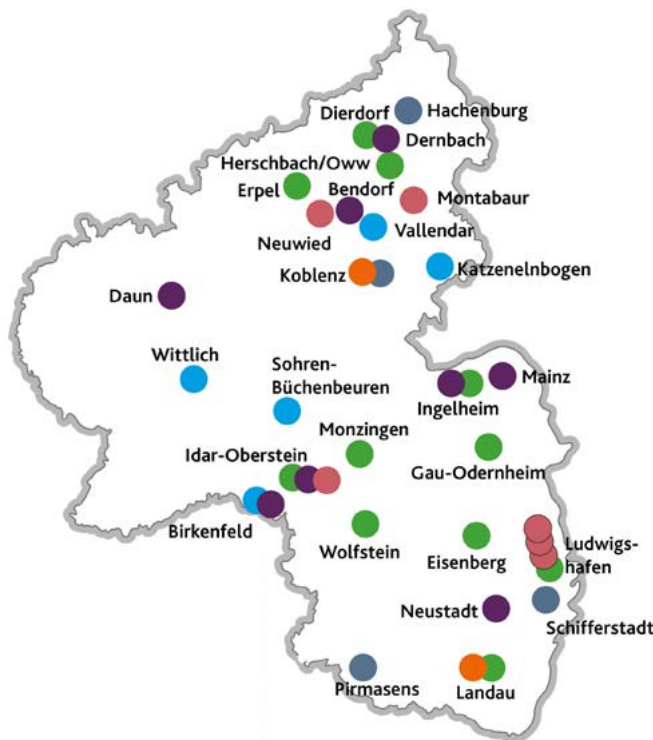 Dierdorf
Hachenburg
Dernbach
Herschbach/Oww
Erpel
Bendorf
Montabaur
Neuwied
Vallendar
Koblenz
Katzenelnbogen
Daun
Wittlich
Sohren-
Büchenbeuren
Mainz
Ingelheim
Monzingen
Idar-Oberstein
Gau-Odernheim
Birkenfeld
Wolfstein
Eisenberg
Ludwigs-
hafen
Neustadt
Schifferstadt
Pirmasens
Landau